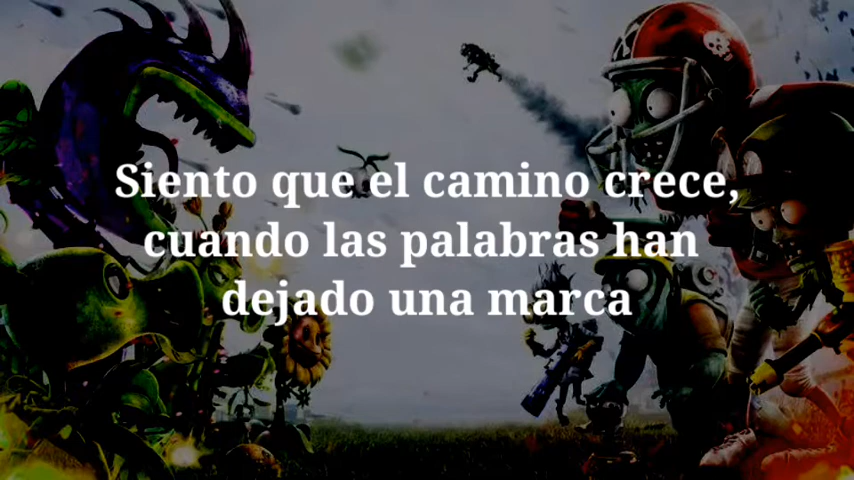 Siento que el camino crece,
cuando las palabras han
dejado una marca